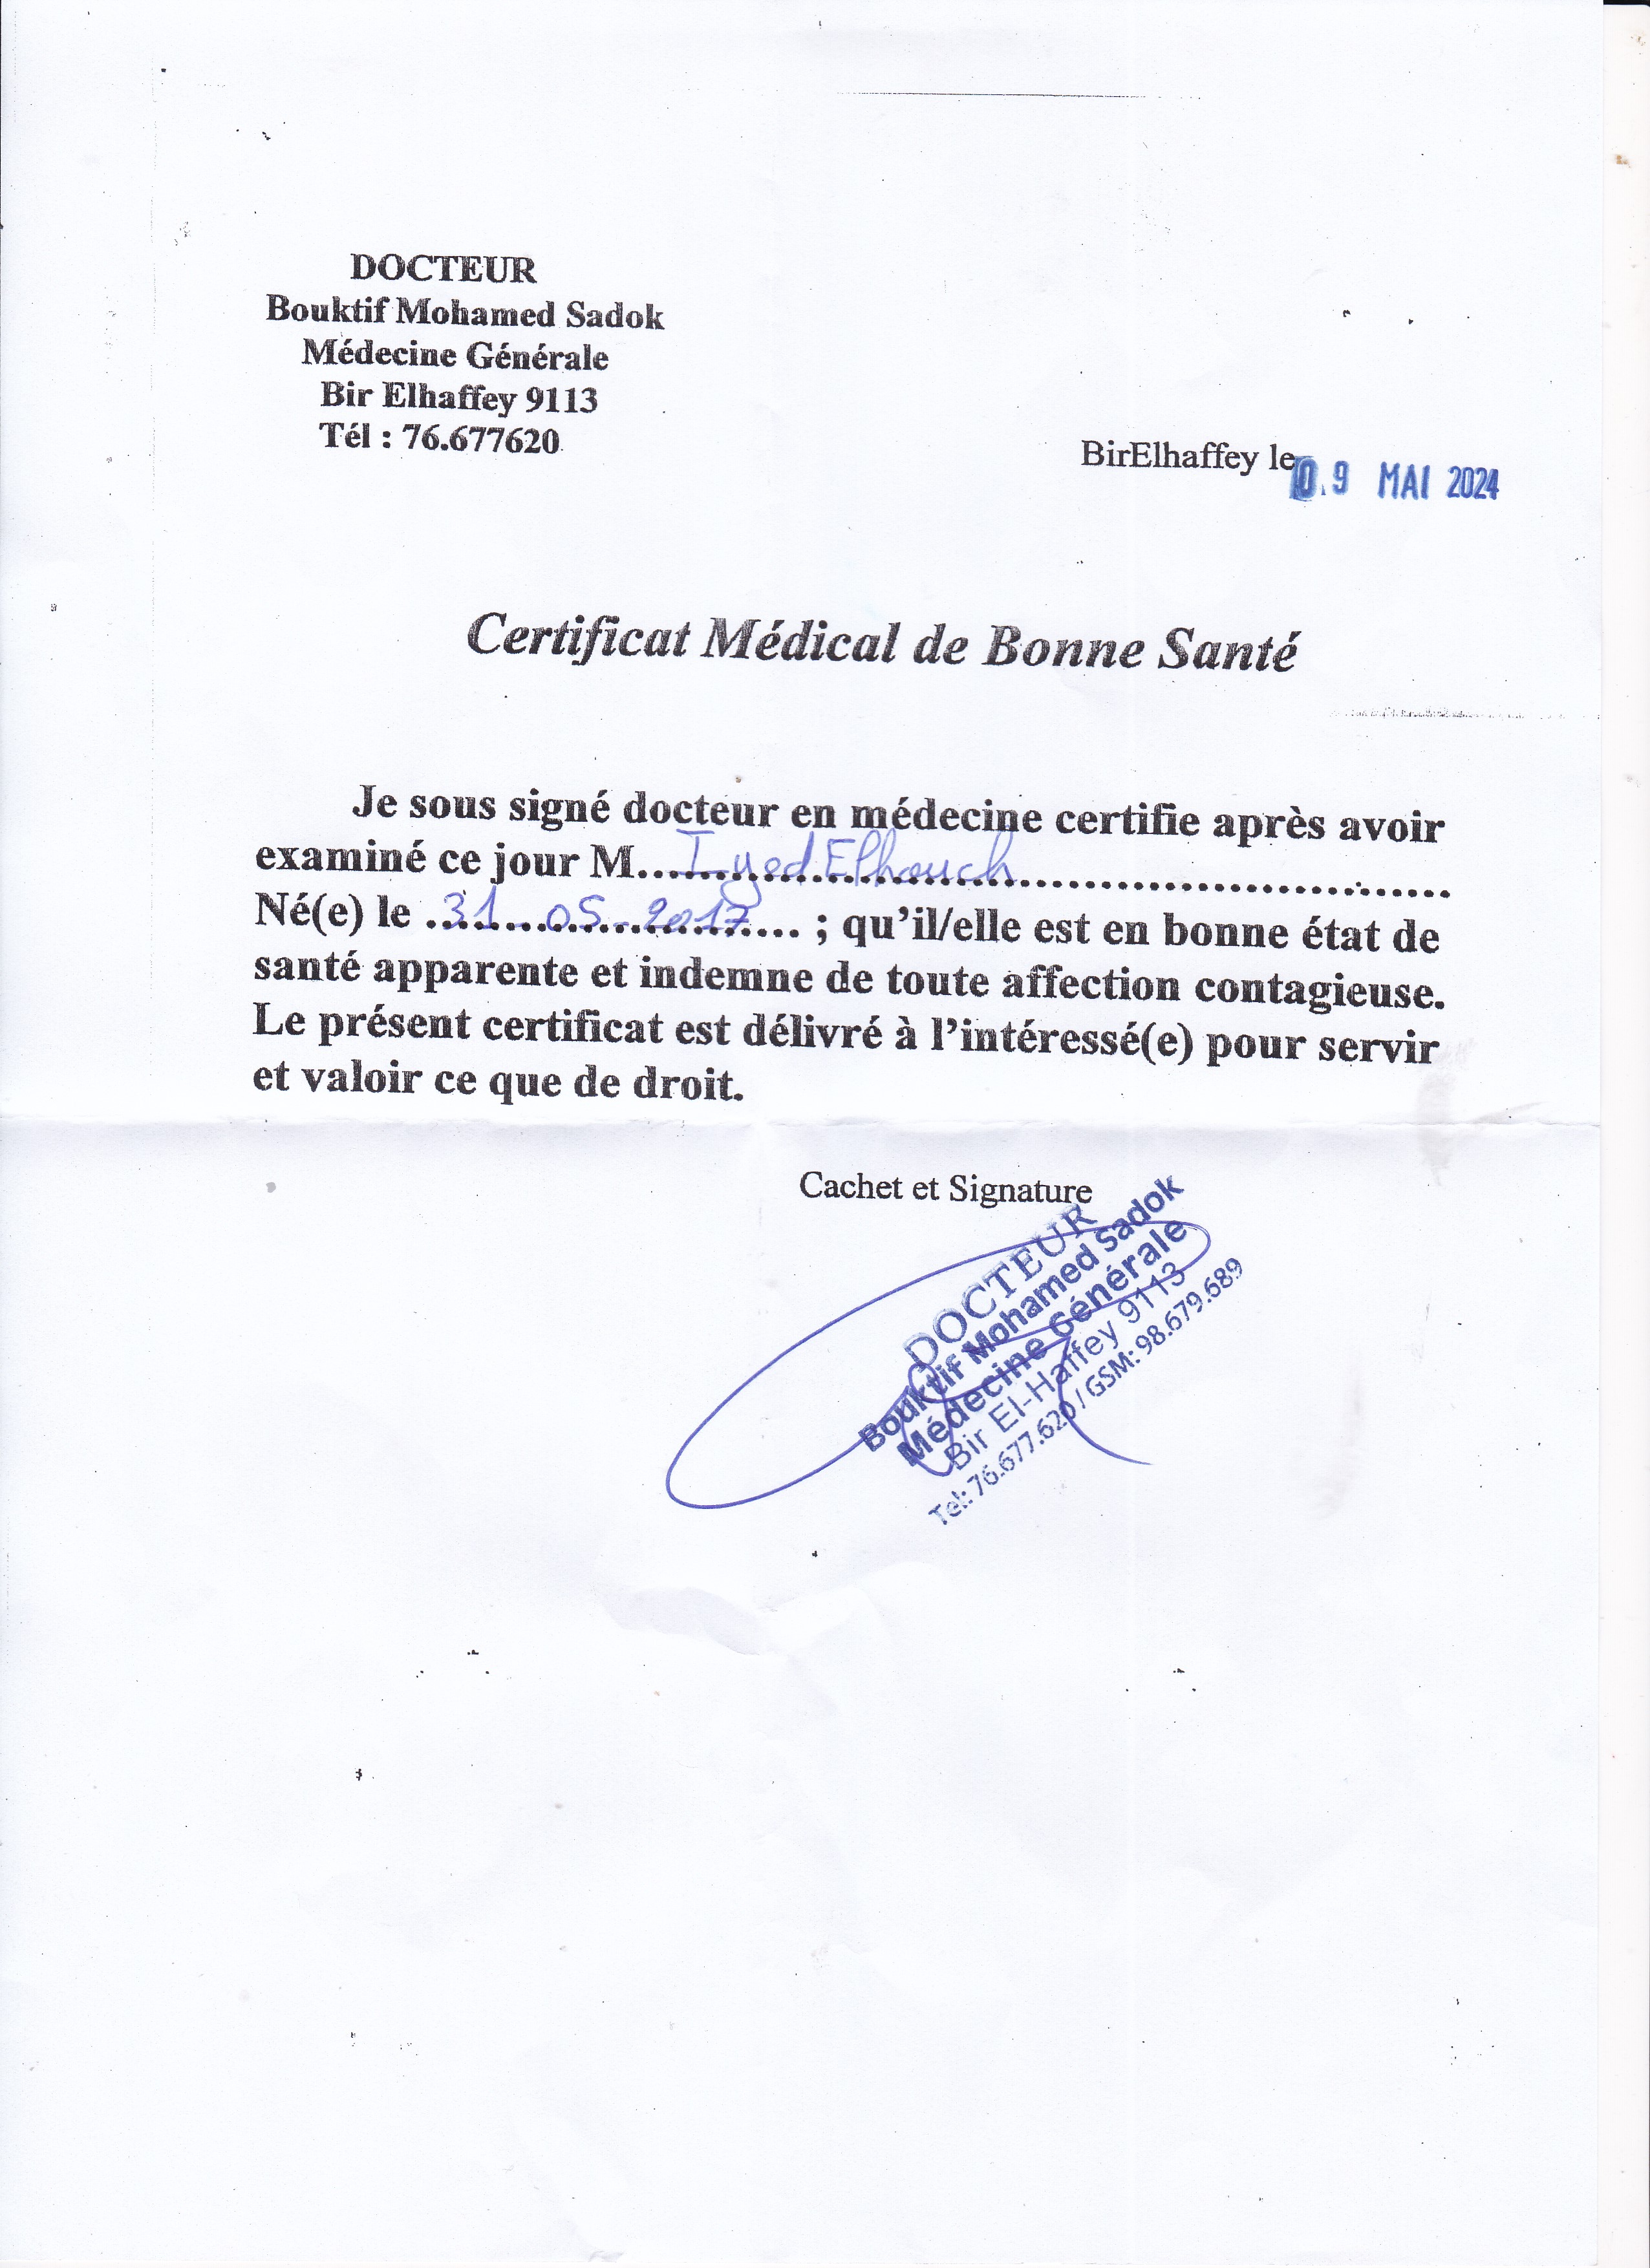 DOCTEUR
Bouktif Mohamed Sadok
Médecine Générale
Bir Elhaffey 9113
Tél : 76.677620
BirElhaffey le
09 MAI 2024
Certificat Médical de Bonne Santé
Je sous signé docteur en médecine certifie après avoir
examiné ce jour M.... Iyed Elhouch ....
Né(e) le .31..05-2017... ; qu'il/elle est en bonne état de
santé apparente et indemne de toute affection contagieuse.
Le présent certificat est délivré à l'intéressé(e) pour servir
et valoir ce que de droit.
Cachet et Signature
DOCTEUR
Bouktif Mohamed Sadok
Médecine Générale
Bir El-Haffey 9113
Tel: 76.677.620 / GSM: 98.679.689